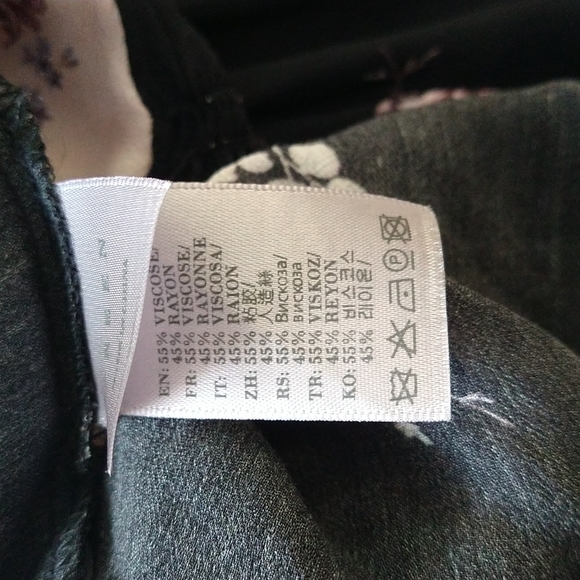 EN: 55% VISCOSE/
45% RAYON
FR: 55% VISCOSE/
45% RAYONNE
IT: 55% VISCOSA/
45% RAION
ZH: 55% 粘胶/
45% 人造絲
RS: 55% Вискоза/
45% вискоза
TR: 55% VISKOZ/
45% REYON
KO: 55% 비스코스
45% 레이온/
P